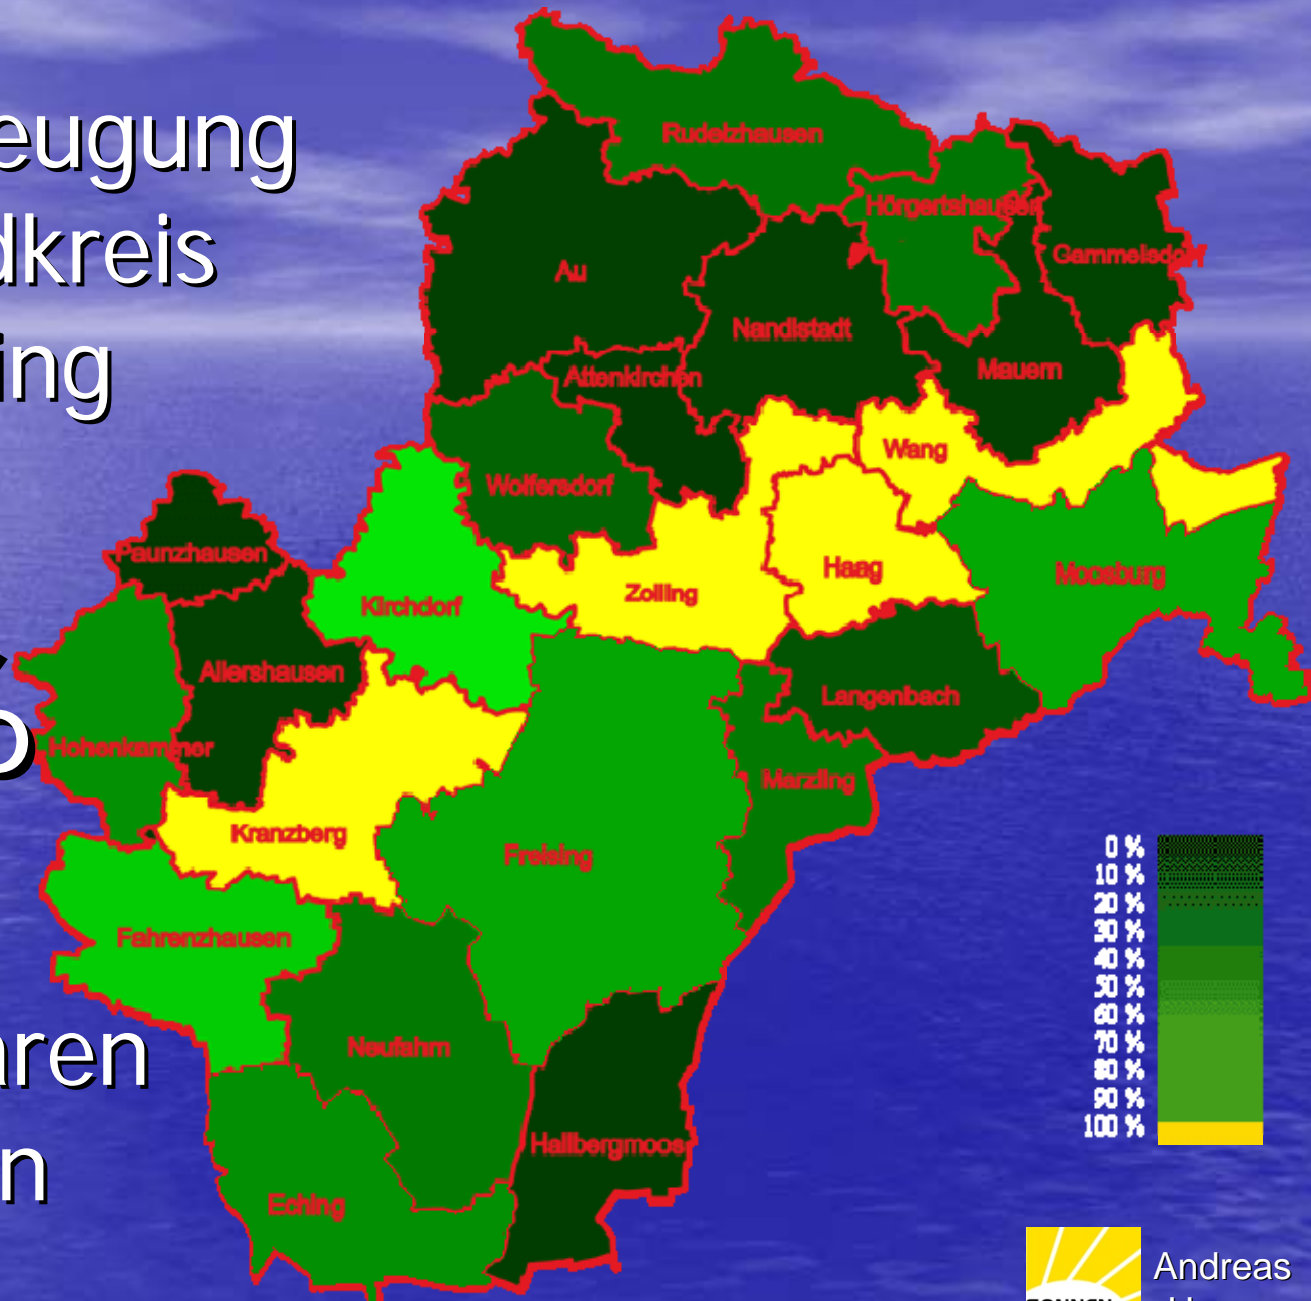 eugung
dkreis
ing
aren
n
Rudelzhausen
Hörgertshausen
Gammelsdorf
Au
Nandlstadt
Mauern
Attenkirchen
Wang
Wolfersdorf
Paunzhausen
Haag
Moosburg
Zolling
Kirchdorf
Allershausen
Langenbach
Hohenkammer
Marzling
Kranzberg
Freising
Fahrenzhausen
Neufahrn
Hallbergmoos
Eching
0 %
10 %
20 %
30 %
40 %
50 %
60 %
70 %
80 %
90 %
100 %
Andreas